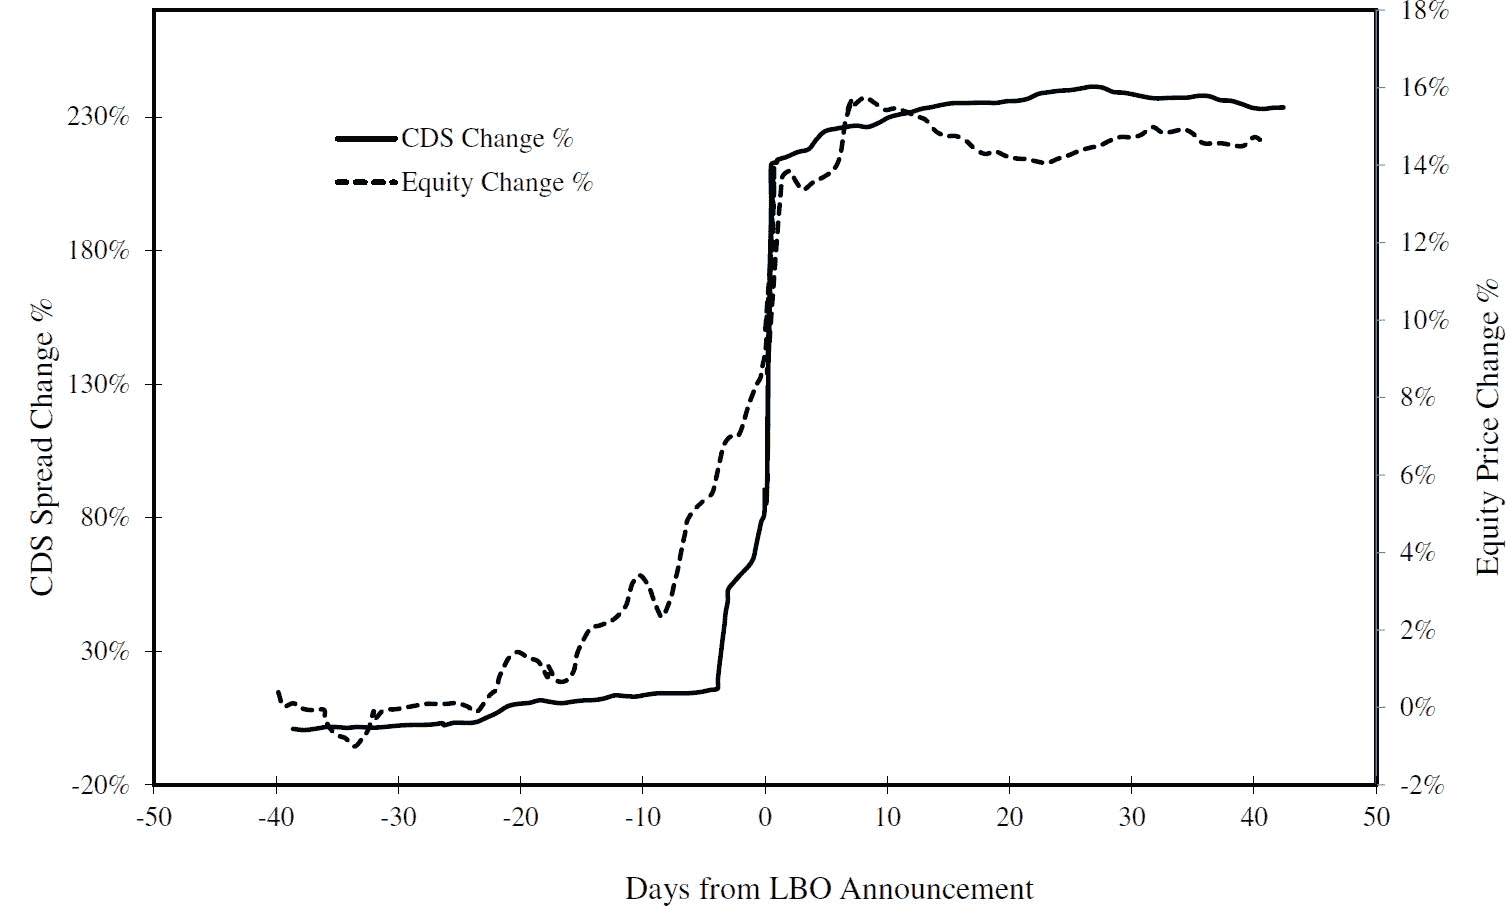 18%
16%
230%
CDS Change %
14%
Equity Change %
180%
12%
10%
CDS Spread Change %
Equity Price Change %
130%
8%
6%
80%
4%
30%
2%
0%
-20%
-2%
-50 -40 -30 -20 -10 0 10 20 30 40 50
Days from LBO Announcement